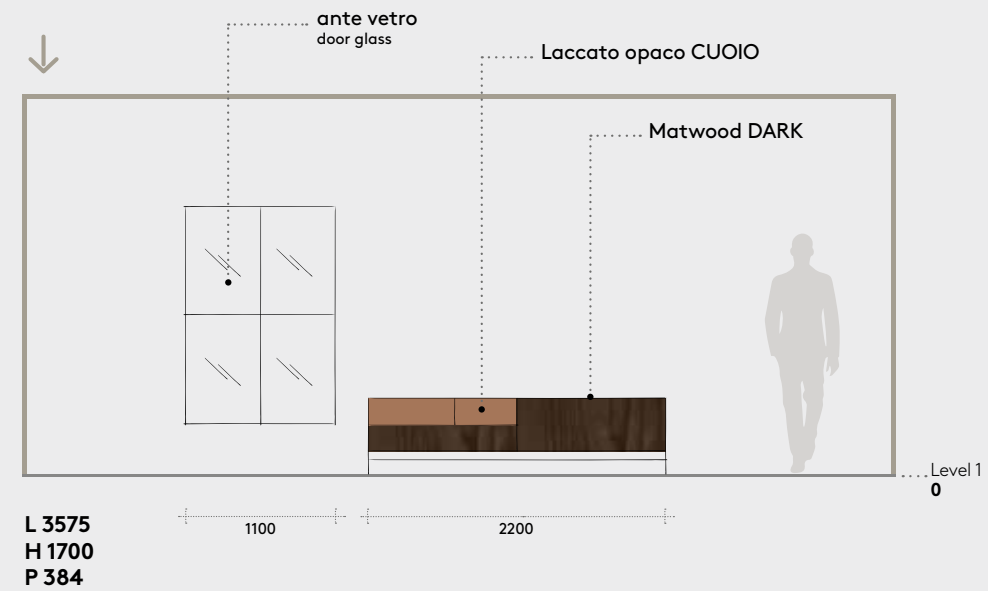 ante vetro
door glass
Laccato opaco CUOIO
Matwood DARK
Level 1
0
1100
2200
L 3575
H 1700
P 384